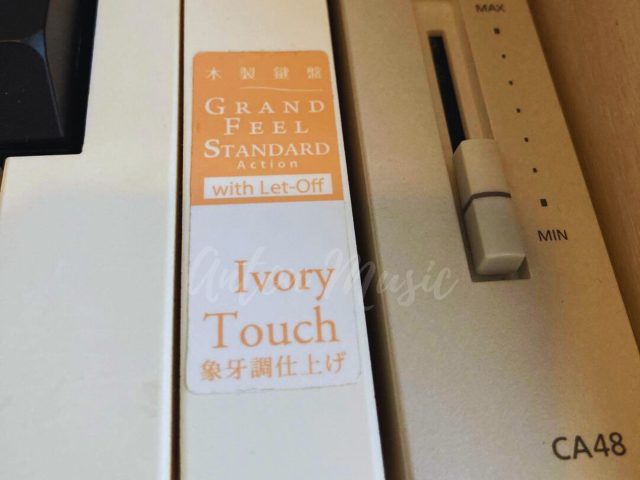 木製鍵盤
GRAND
FEEL
STANDARD
Action
with Let-Off
Ivory
Touch
象牙調仕上げ
MAX
MIN
CA48
Music